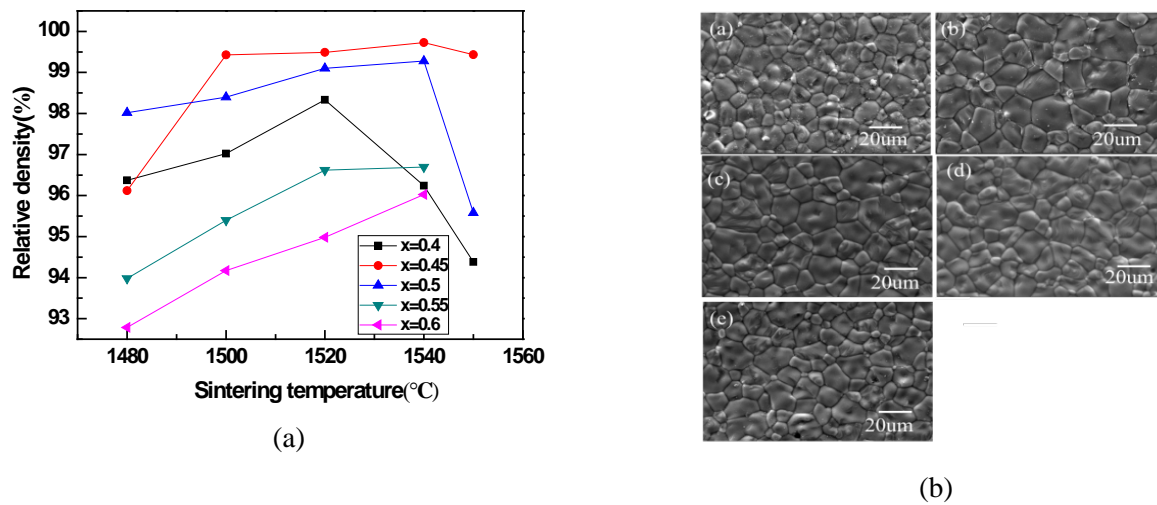 100
99
98
97
96
95
94
93
Relative density(%)
x=0.4
x=0.45
x=0.5
x=0.55
x=0.6
1480 1500 1520 1540 1560
Sintering temperature(°C)
(a)
(a)
20um
(b)
20um
(c)
20um
(d)
20um
(e)
20um
(b)